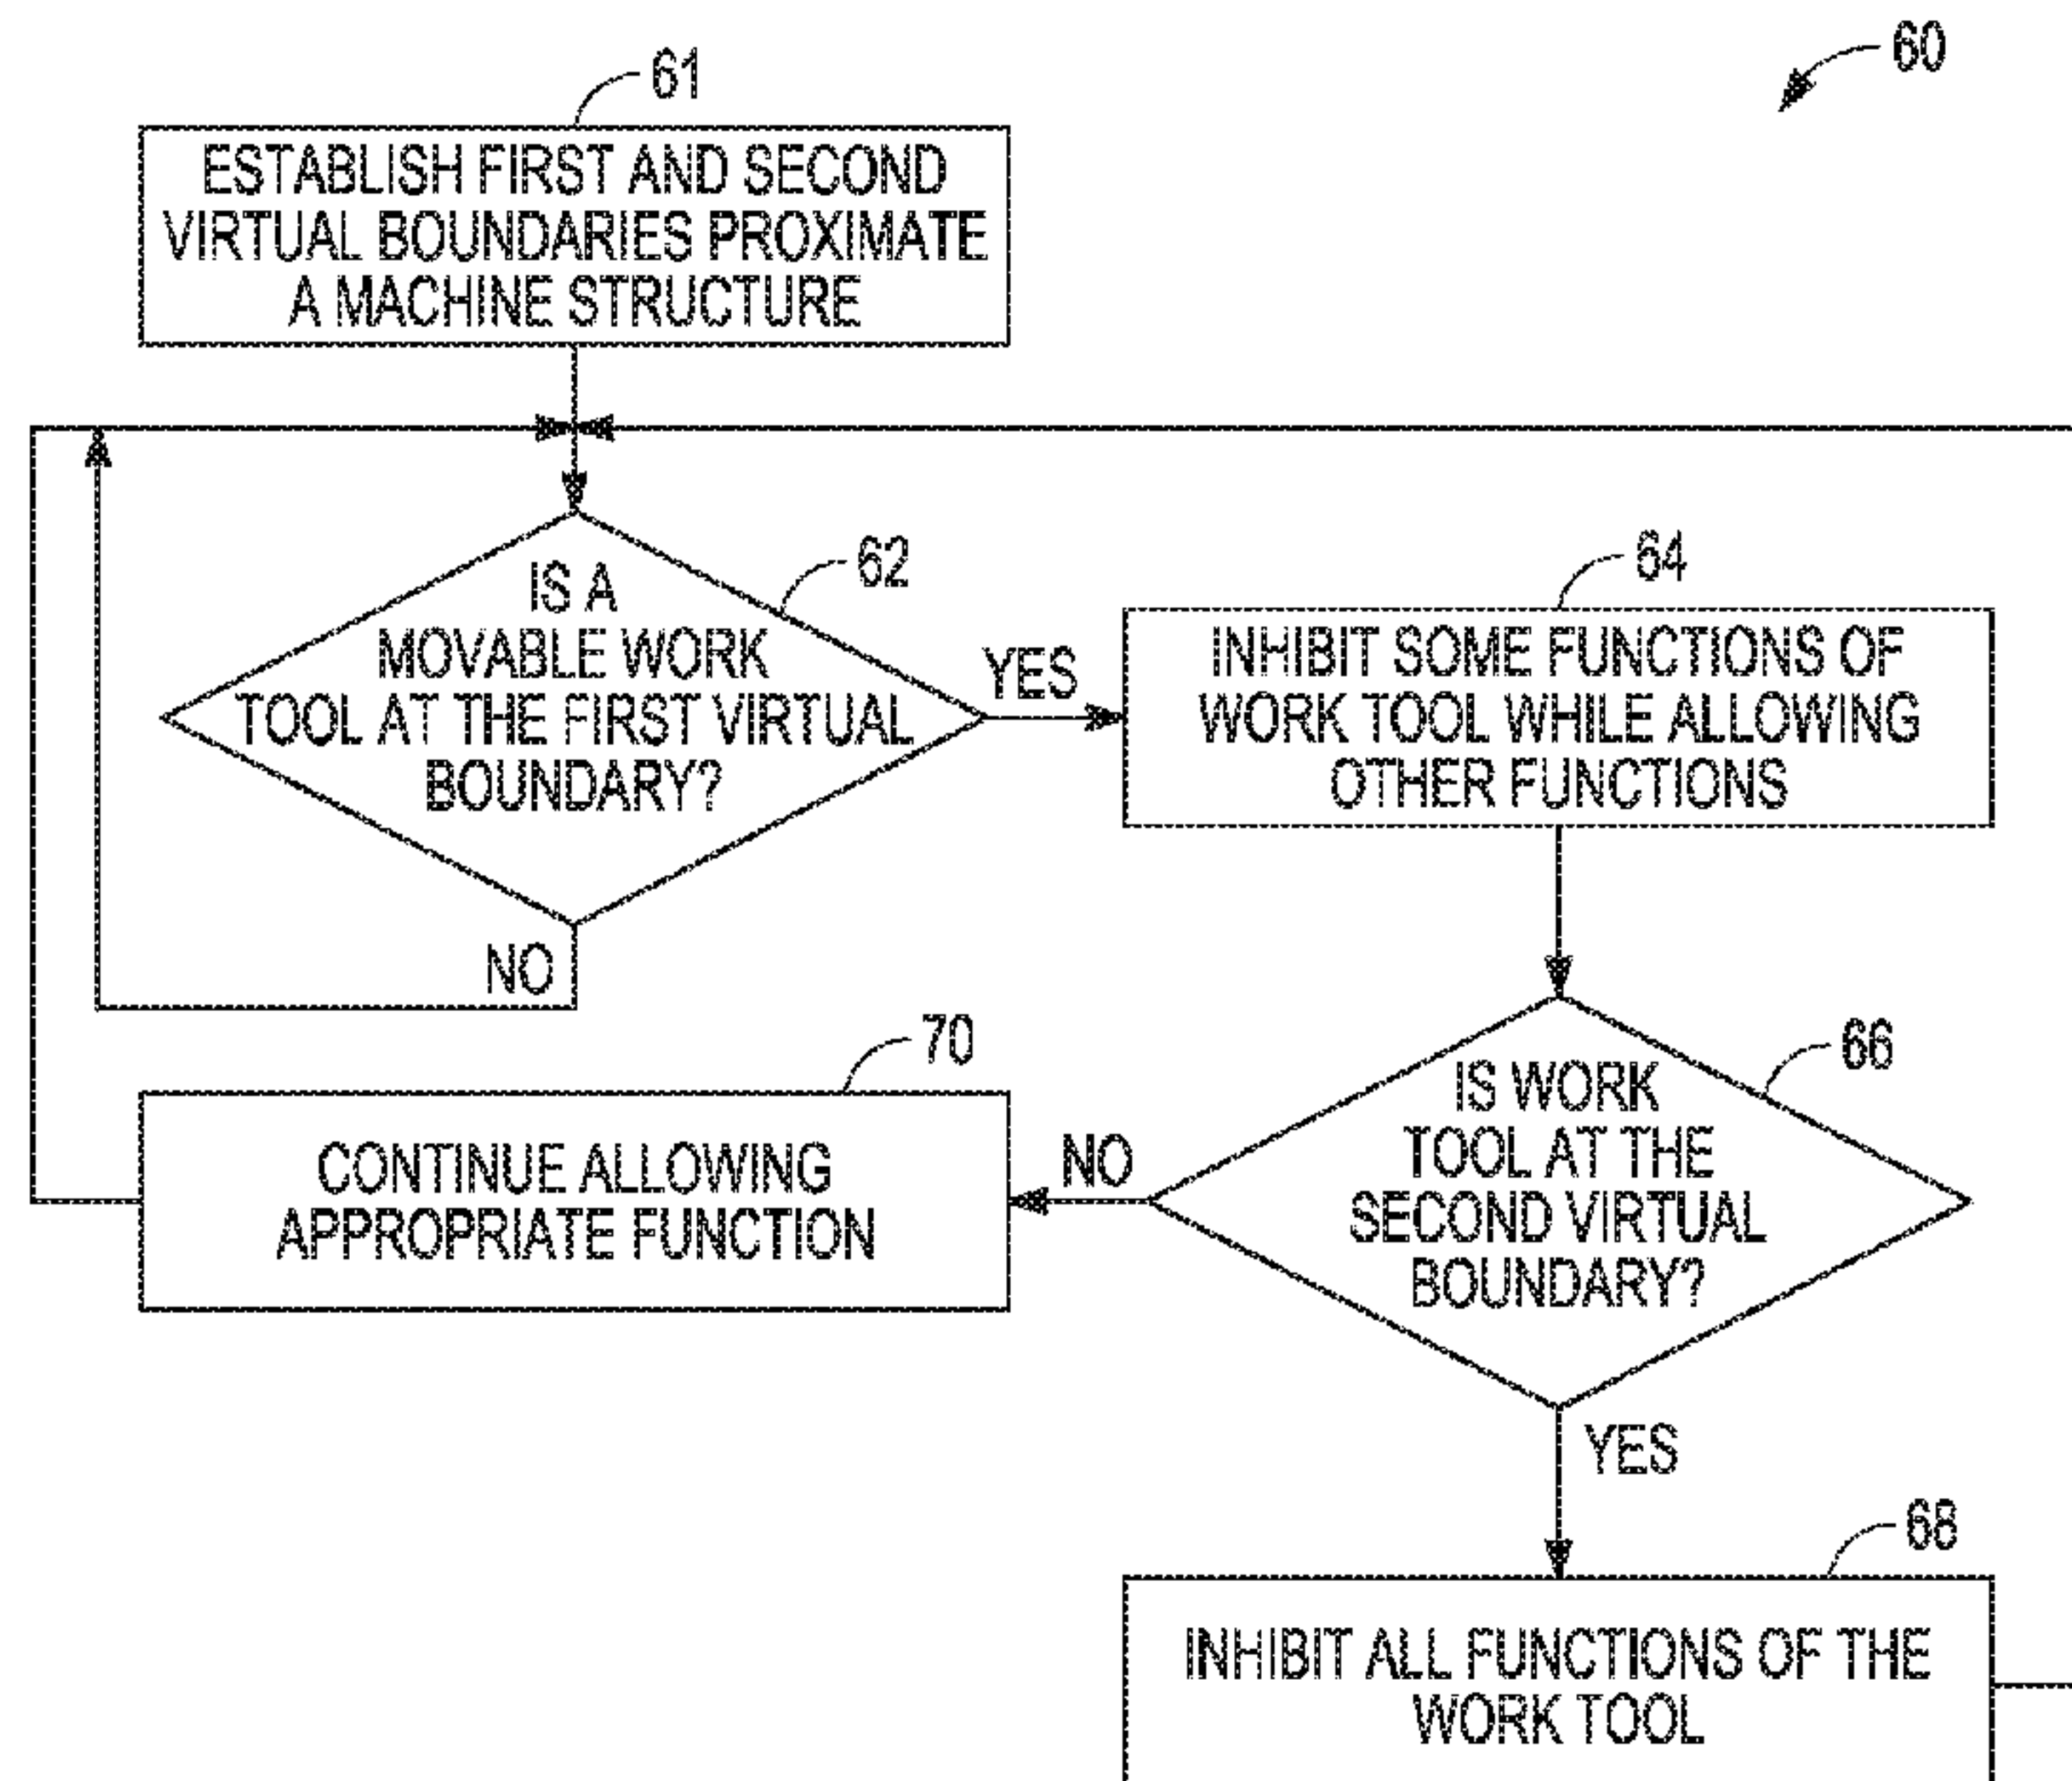 60
61
ESTABLISH FIRST AND SECOND
VIRTUAL BOUNDARIES PROXIMATE
A MACHINE STRUCTURE
62
IS A
MOVABLE WORK
TOOL AT THE FIRST VIRTUAL
BOUNDARY?
YES
NO
64
INHIBIT SOME FUNCTIONS OF
WORK TOOL WHILE ALLOWING
OTHER FUNCTIONS
66
IS WORK
TOOL AT THE
SECOND VIRTUAL
BOUNDARY?
NO
YES
70
CONTINUE ALLOWING
APPROPRIATE FUNCTION
68
INHIBIT ALL FUNCTIONS OF THE
WORK TOOL